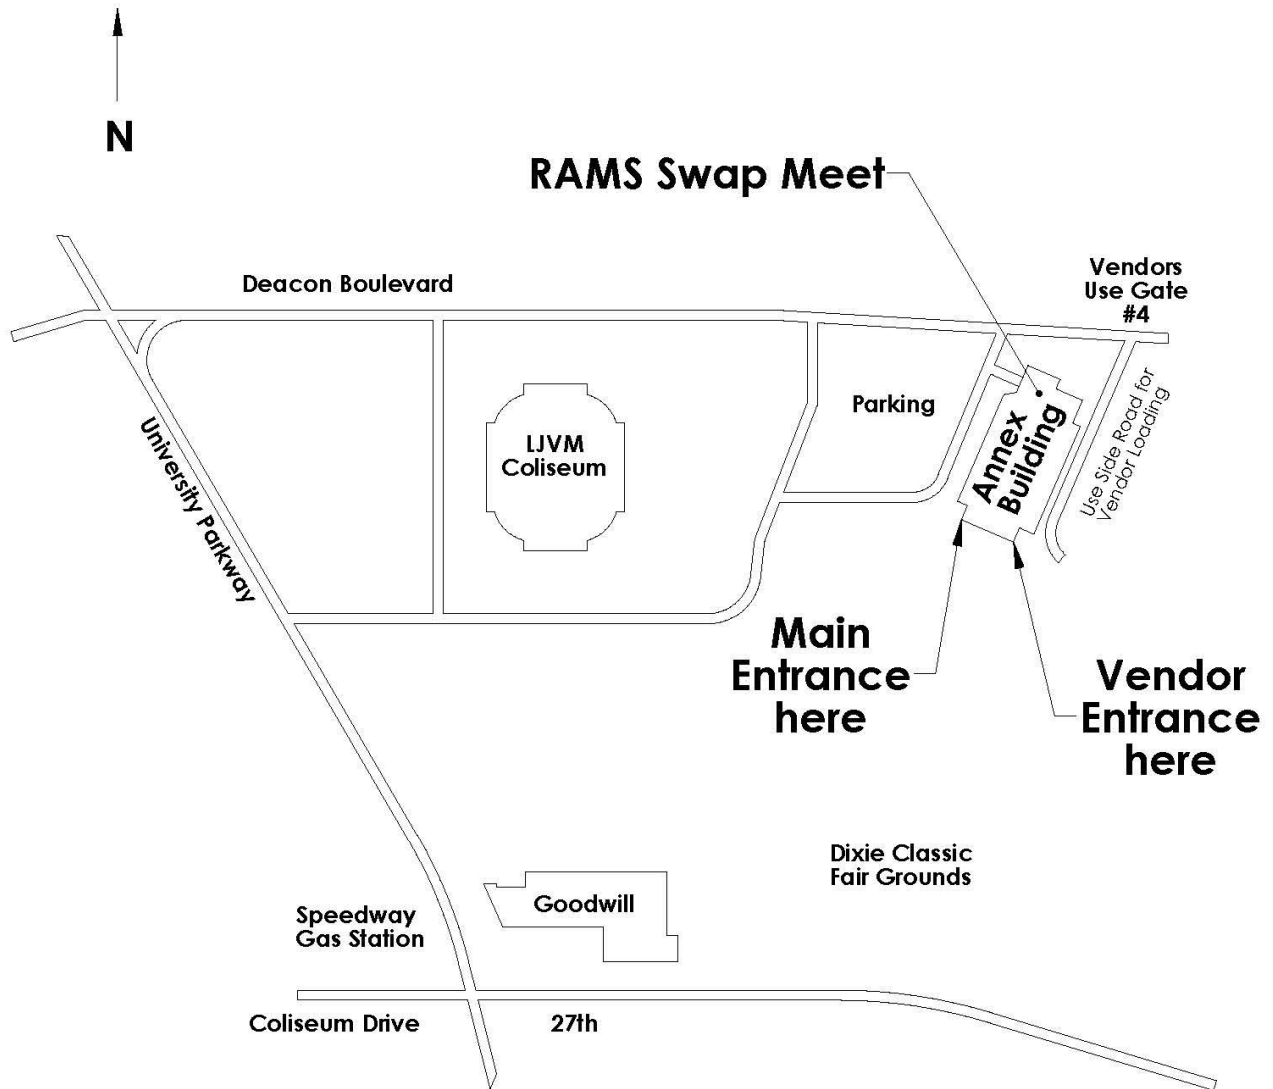 N
RAMS Swap Meet
Deacon Boulevard
Vendors
Use Gate
#4
Parking
LJVM
Coliseum
Annex
Building
Use Side Road for
Vendor Loading
University Parkway
Main
Entrance
here
Vendor
Entrance
here
Dixie Classic
Fair Grounds
Goodwill
Speedway
Gas Station
Coliseum Drive
27th